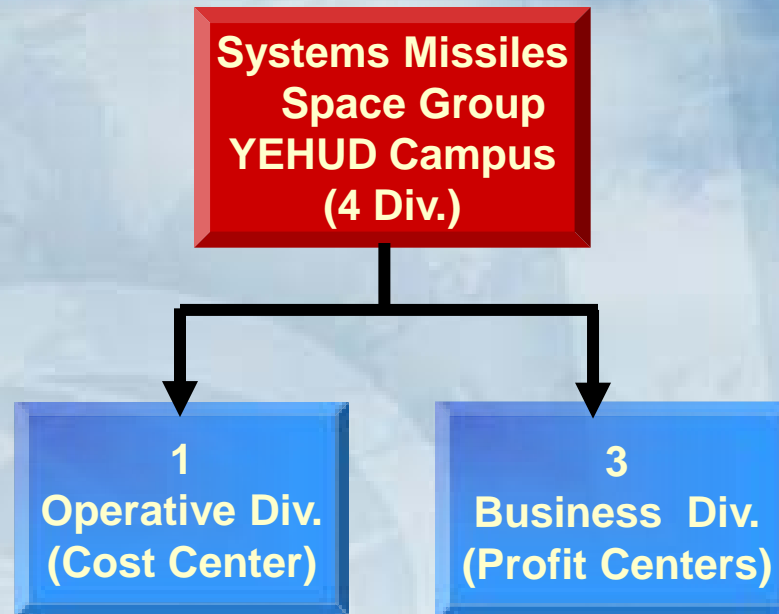 Systems Missiles
Space Group
YEHUD Campus
(4 Div.)
1
Operative Div.
(Cost Center)
3
Business Div.
(Profit Centers)